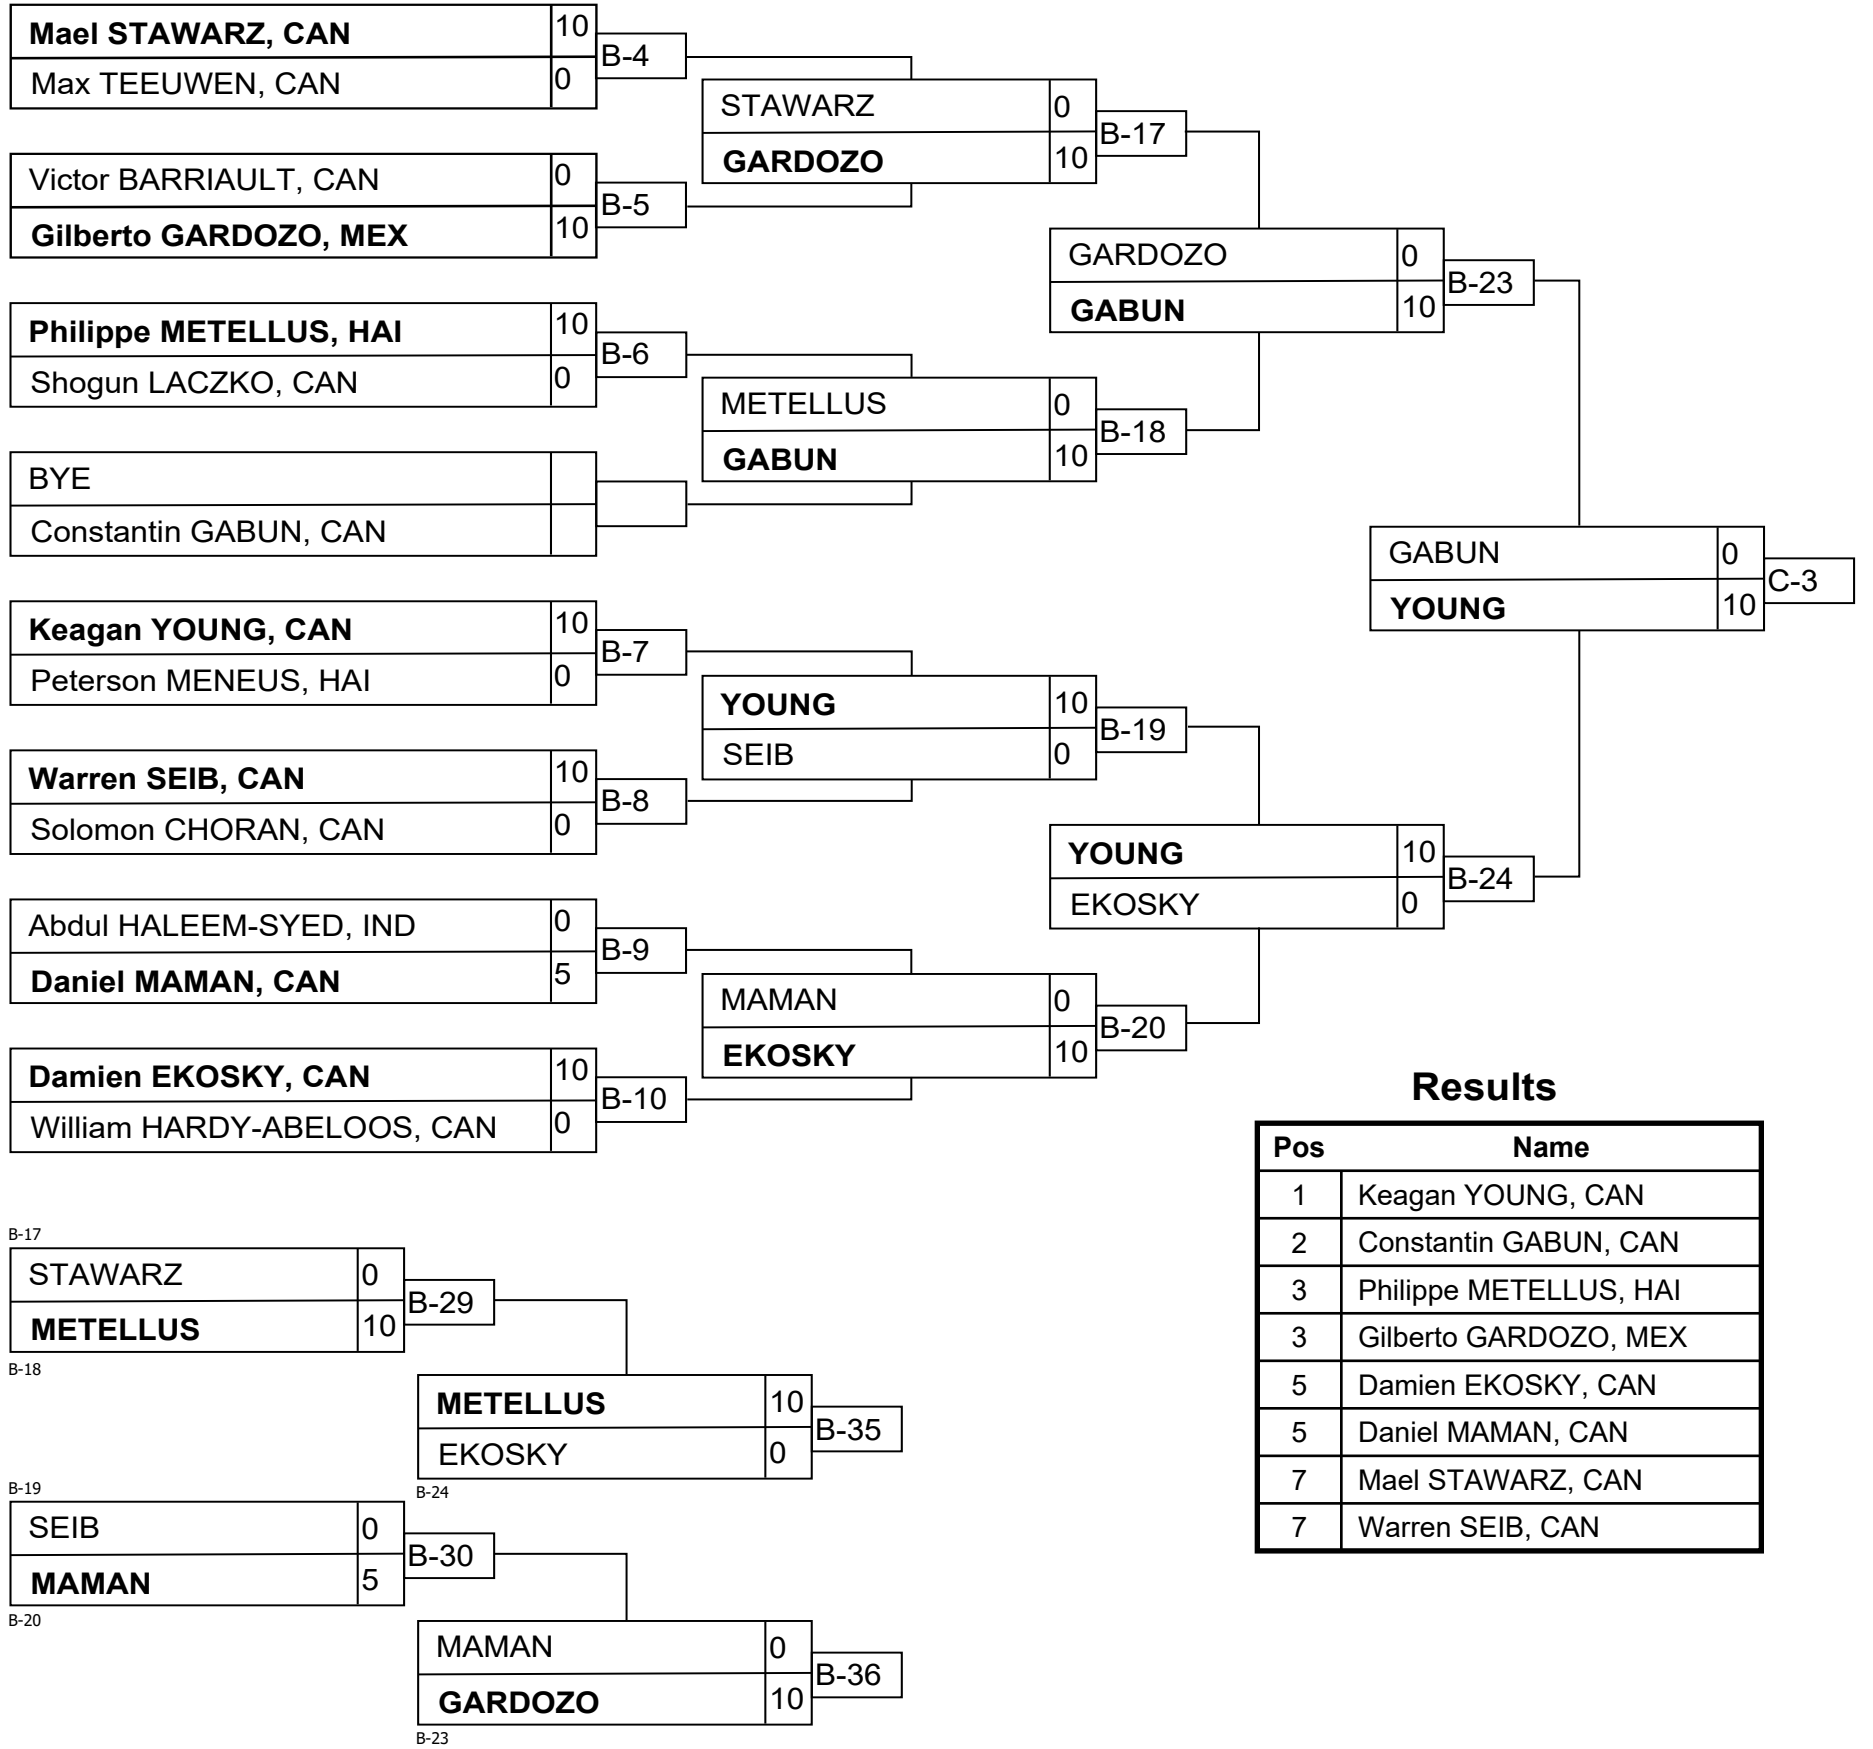 Mael STAWARZ, CAN 10
B-4
Max TEEUWEN, CAN 0
STAWARZ 0
B-17
GARDOZO 10
Victor BARRIAULT, CAN 0
B-5
Gilberto GARDOZO, MEX 10
GARDOZO 0
B-23
GABUN 10
Philippe METELLUS, HAI 10
B-6
Shogun LACZKO, CAN 0
METELLUS 0
B-18
GABUN 10
BYE
Constantin GABUN, CAN
GABUN 0
C-3
YOUNG 10
Keagan YOUNG, CAN 10
B-7
Peterson MENEUS, HAI 0
YOUNG 10
B-19
SEIB 0
Warren SEIB, CAN 10
B-8
Solomon CHORAN, CAN 0
YOUNG 10
B-24
EKOSKY 0
Abdul HALEEM-SYED, IND 0
B-9
Daniel MAMAN, CAN 5
MAMAN 0
B-20
EKOSKY 10
Damien EKOSKY, CAN 10
B-10
William HARDY-ABELOOS, CAN 0
Results
Pos Name
1 Keagan YOUNG, CAN
2 Constantin GABUN, CAN
3 Philippe METELLUS, HAI
3 Gilberto GARDOZO, MEX
5 Damien EKOSKY, CAN
5 Daniel MAMAN, CAN
7 Mael STAWARZ, CAN
7 Warren SEIB, CAN
B-17
STAWARZ 0
B-29
METELLUS 10
B-18
METELLUS 10
B-35
EKOSKY 0
B-24
B-19
SEIB 0
B-30
MAMAN 5
B-20
MAMAN 0
B-36
GARDOZO 10
B-23